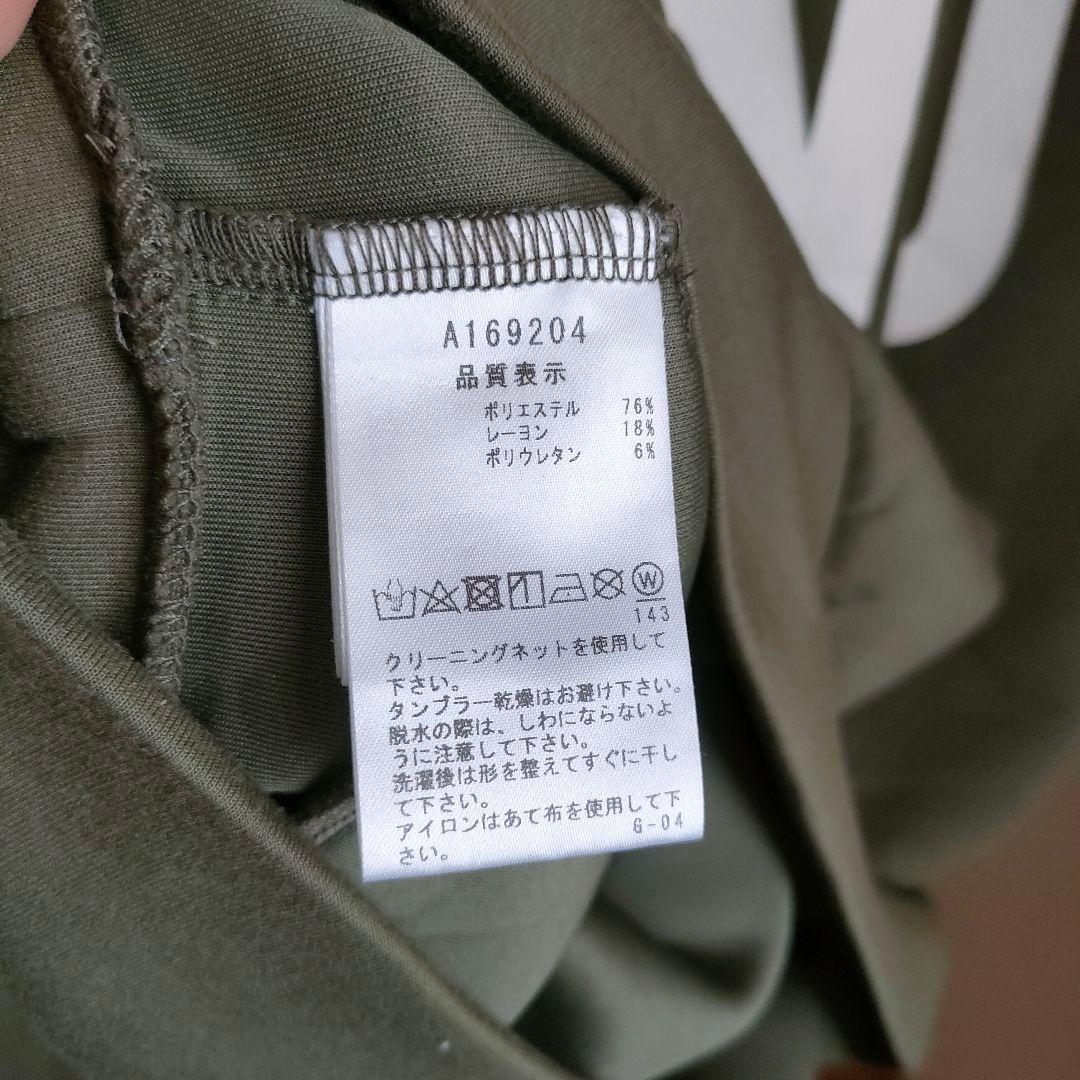 A169204
品質表示
ポリエステル 76%
レーヨン 18%
ポリウレタン 6%
W
143
クリーニングネットを使用して
下さい。
タンブラー乾燥はお避け下さい。
脱水の際は、しわにならないよ
うに注意して下さい。
洗濯後は形を整えてすぐに干し
て下さい。
アイロンはあて布を使用して下
さい。
G-04